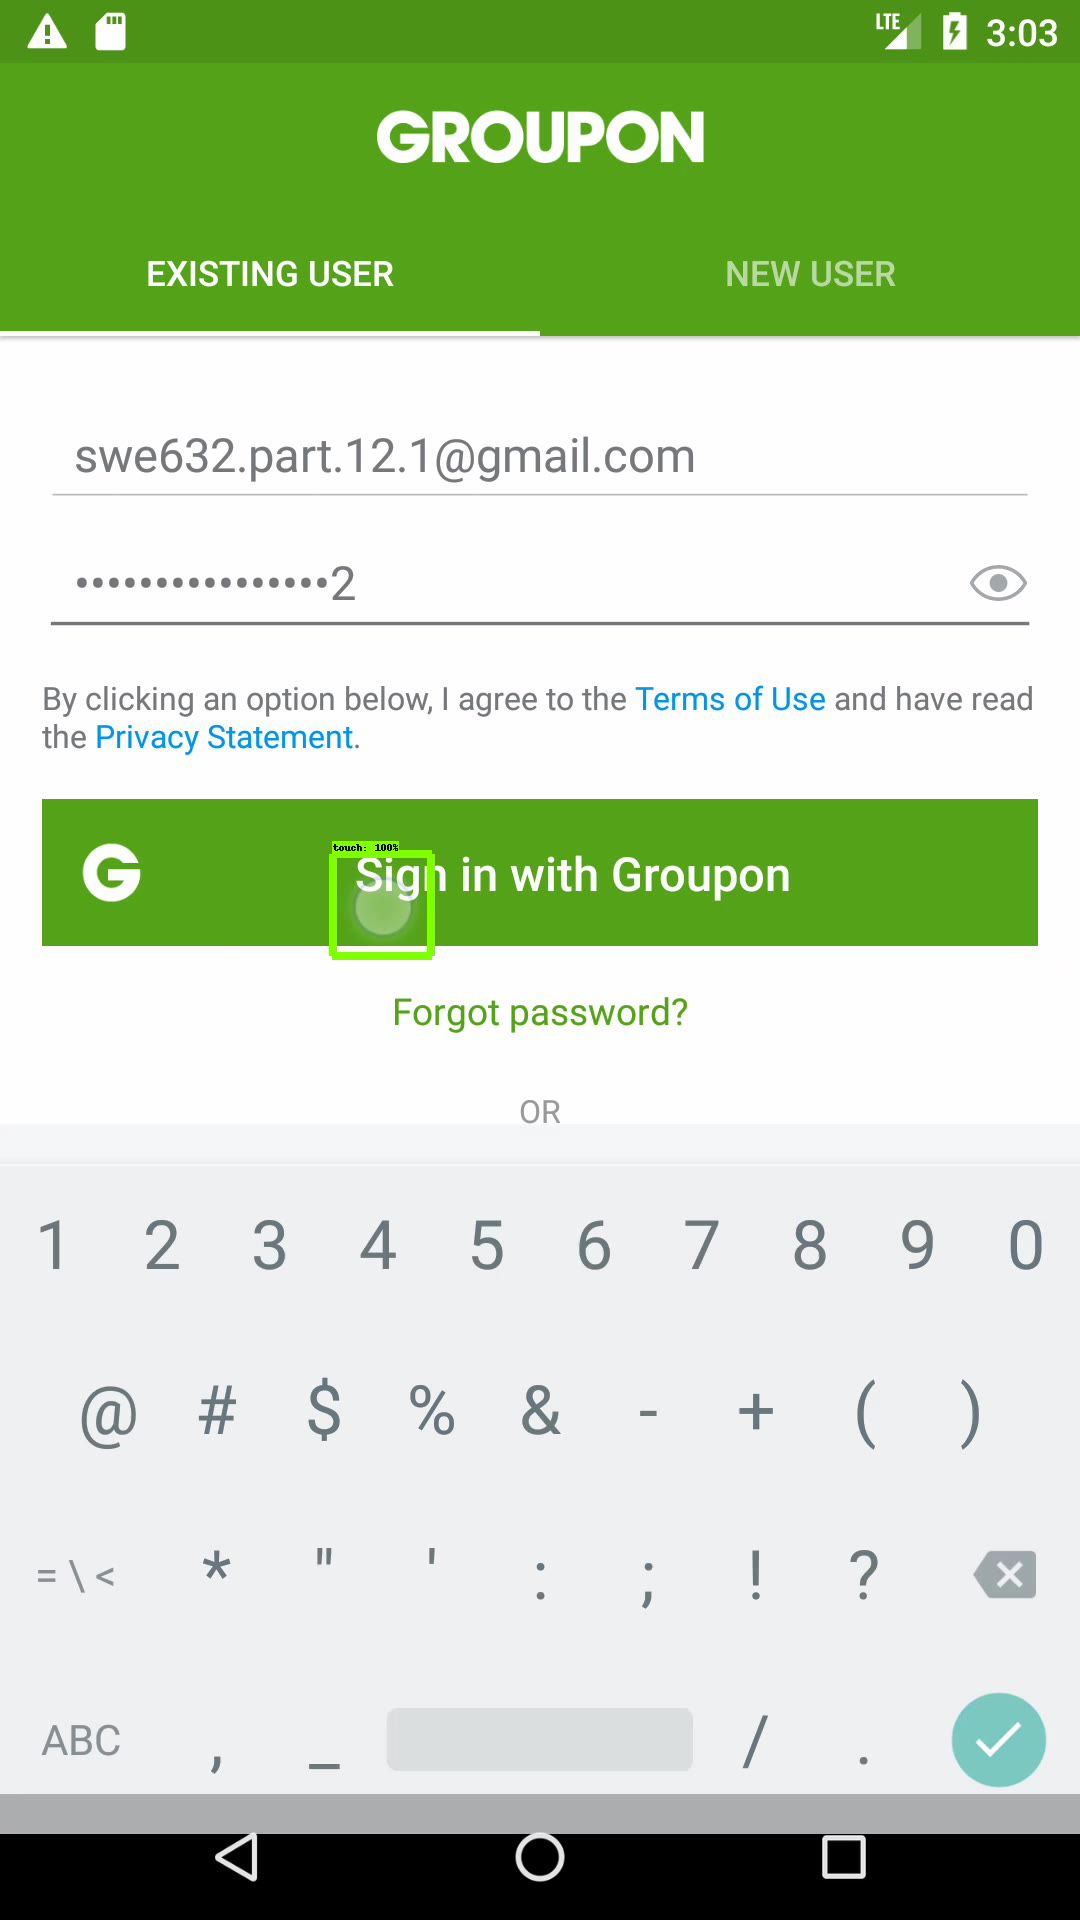 LTE 3:03
GROUPON
EXISTING USER NEW USER
swe632.part.12.1@gmail.com
••••••••••••••••2
By clicking an option below, I agree to the Terms of Use and have read
the Privacy Statement.
touch: 100%
G Sign in with Groupon
Forgot password?
OR
1 2 3 4 5 6 7 8 9 0
@ # $ % & - + ( )
= \ < * " ' : ; ! ?
ABC , _ / .